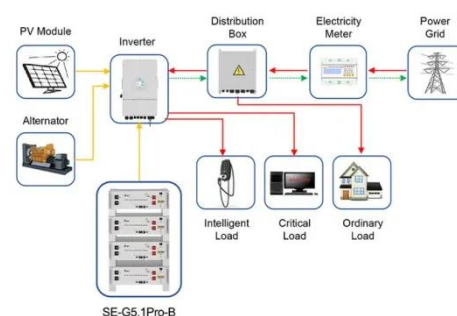 PV Module
Inverter
Distribution
Box
Electricity
Meter
Power
Grid
Alternator
Intelligent
Load
Critical
Load
Ordinary
Load
SE-G5.1Pro-B